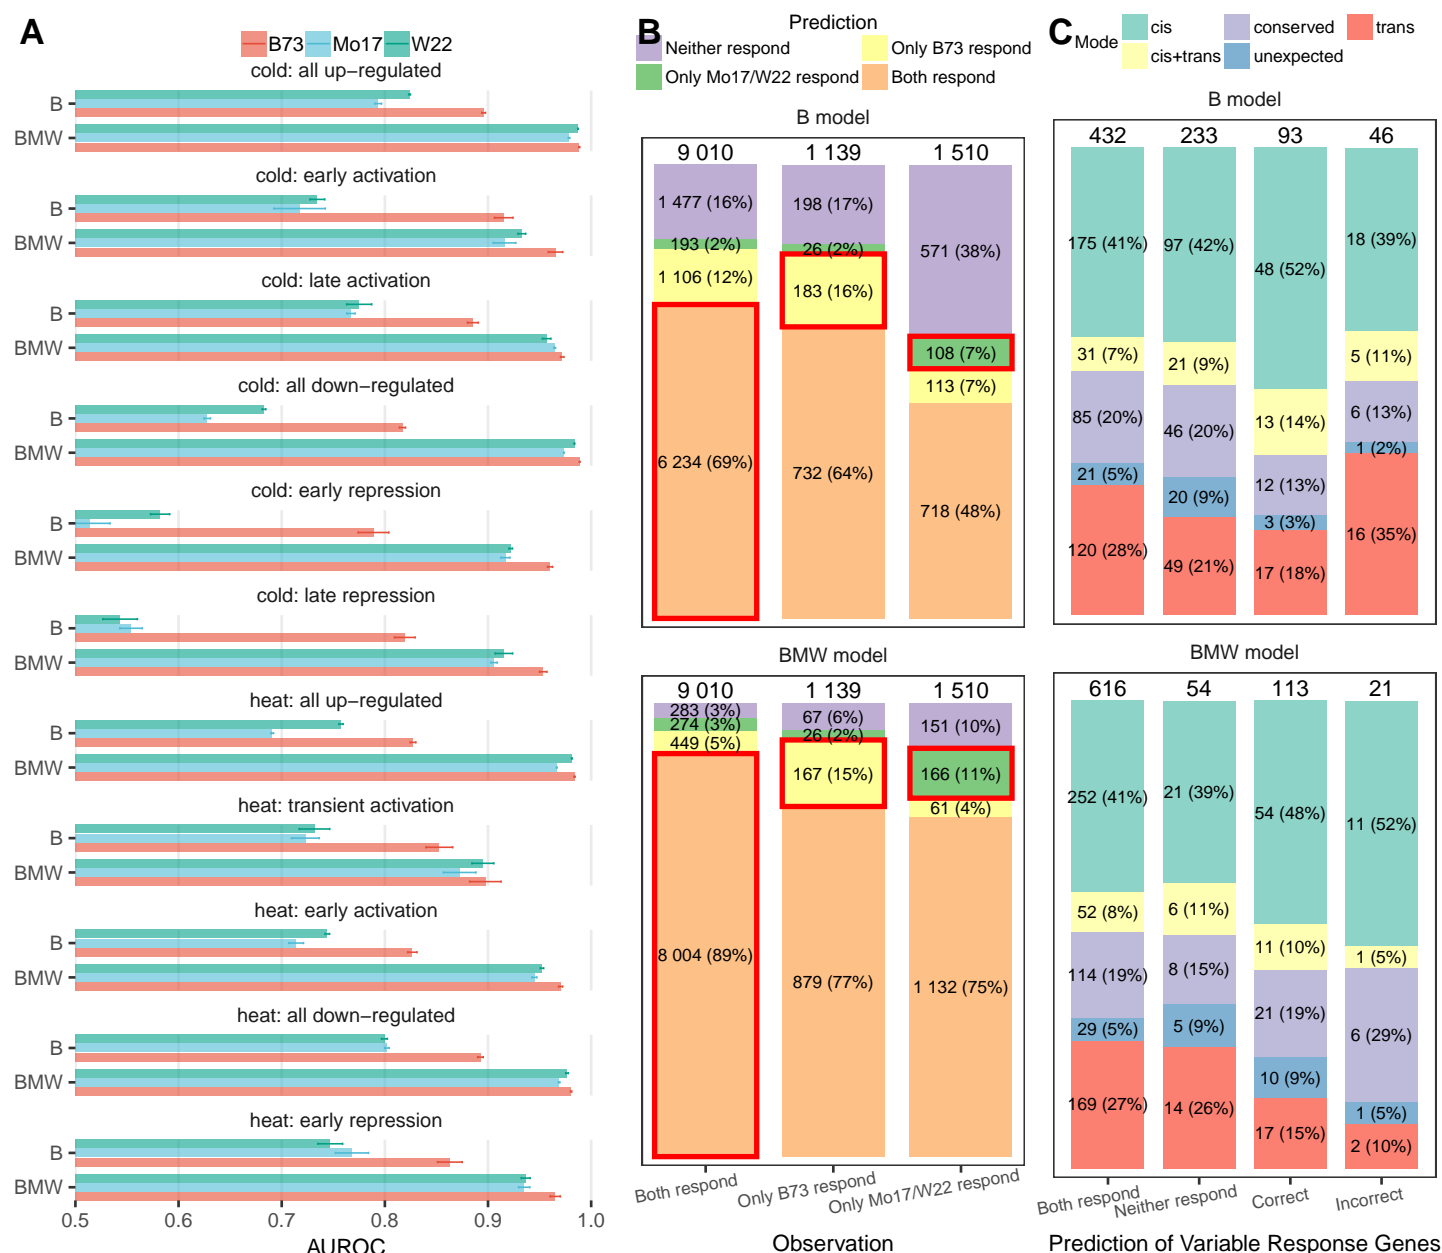 A
B73 Mo17 W22
cold: all up−regulated
B
BMW
cold: early activation
B
BMW
cold: late activation
B
BMW
cold: all down−regulated
B
BMW
cold: early repression
B
BMW
cold: late repression
B
BMW
heat: all up−regulated
B
BMW
heat: transient activation
B
BMW
heat: early activation
B
BMW
heat: all down−regulated
B
BMW
heat: early repression
B
BMW
0.5 0.6 0.7 0.8 0.9 1.0
AUROC
B
Prediction
Neither respond Only B73 respond
Only Mo17/W22 respond Both respond
B model
9 010 1 139 1 510
1 477 (16%) 198 (17%) 571 (38%)
193 (2%) 26 (2%) 108 (7%)
1 106 (12%) 183 (16%) 113 (7%)
6 234 (69%) 732 (64%) 718 (48%)
BMW model
9 010 1 139 1 510
283 (3%) 67 (6%) 151 (10%)
274 (3%) 26 (2%) 166 (11%)
449 (5%) 167 (15%) 61 (4%)
8 004 (89%) 879 (77%) 1 132 (75%)
Both respond Only B73 respond Only Mo17/W22 respond
Observation
C
Mode
cis conserved trans
cis+trans unexpected
B model
432 233 93 46
175 (41%) 97 (42%) 48 (52%) 18 (39%)
31 (7%) 21 (9%) 13 (14%) 5 (11%)
85 (20%) 46 (20%) 12 (13%) 6 (13%)
21 (5%) 20 (9%) 3 (3%) 1 (2%)
120 (28%) 49 (21%) 17 (18%) 16 (35%)
BMW model
616 54 113 21
252 (41%) 21 (39%) 54 (48%) 11 (52%)
52 (8%) 6 (11%) 11 (10%) 1 (5%)
114 (19%) 8 (15%) 21 (19%) 6 (29%)
29 (5%) 5 (9%) 10 (9%) 1 (5%)
169 (27%) 14 (26%) 17 (15%) 2 (10%)
Both respond Neither respond Correct Incorrect
Prediction of Variable Response Genes